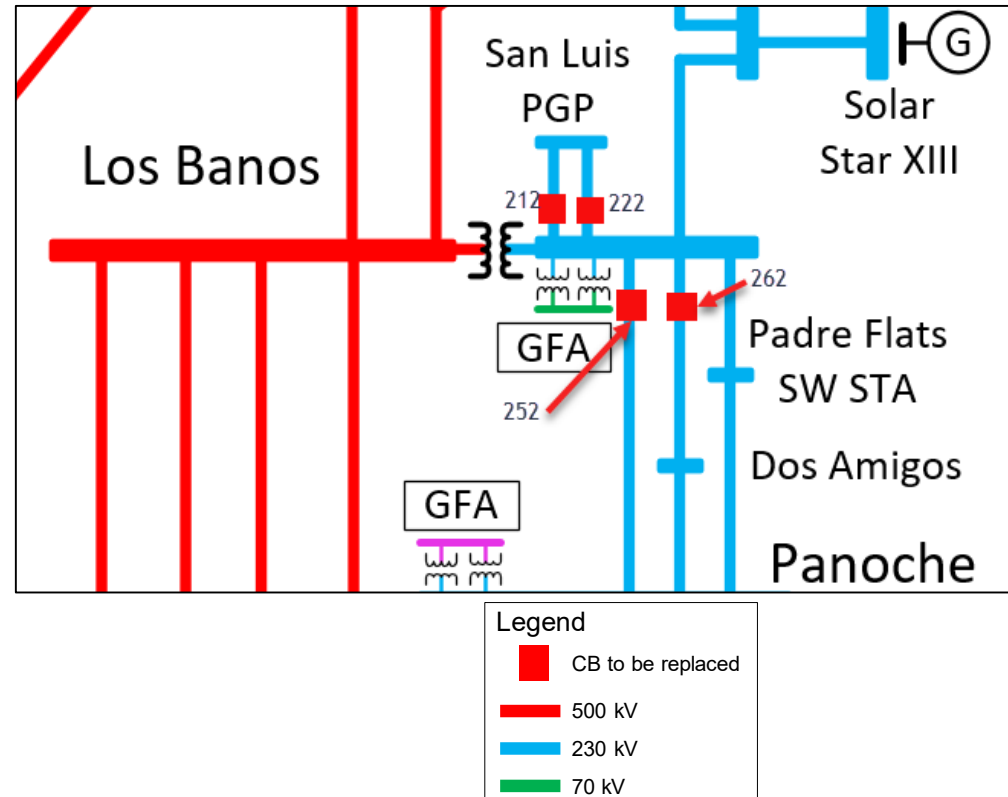 San Luis
PGP
G
Solar
Star XIII
Los Banos
212
222
262
GFA
Padre Flats
SW STA
252
Dos Amigos
GFA
Panoche
Legend
CB to be replaced
500 kV
230 kV
70 kV